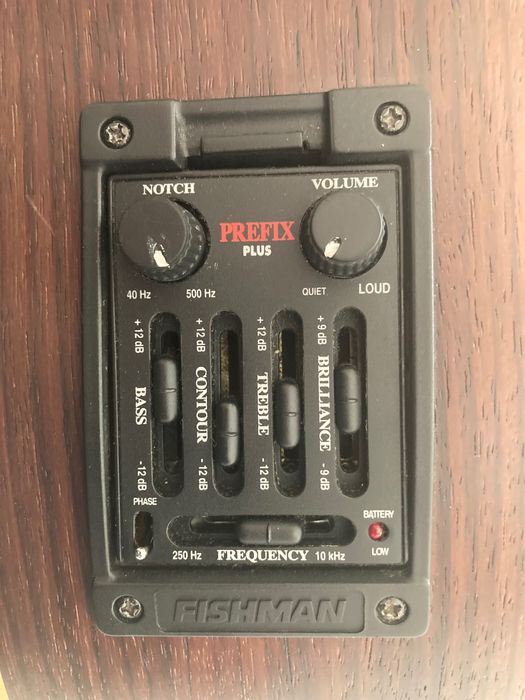 NOTCH VOLUME
PREFIX
PLUS
40 Hz 500 Hz QUIET LOUD
+ 12 dB + 12 dB + 12 dB + 9 dB
BASS CONTOUR TREBLE BRILLIANCE
- 12 dB - 12 dB - 12 dB - 9 dB
PHASE BATTERY
250 Hz FREQUENCY 10 kHz LOW
FISHMAN